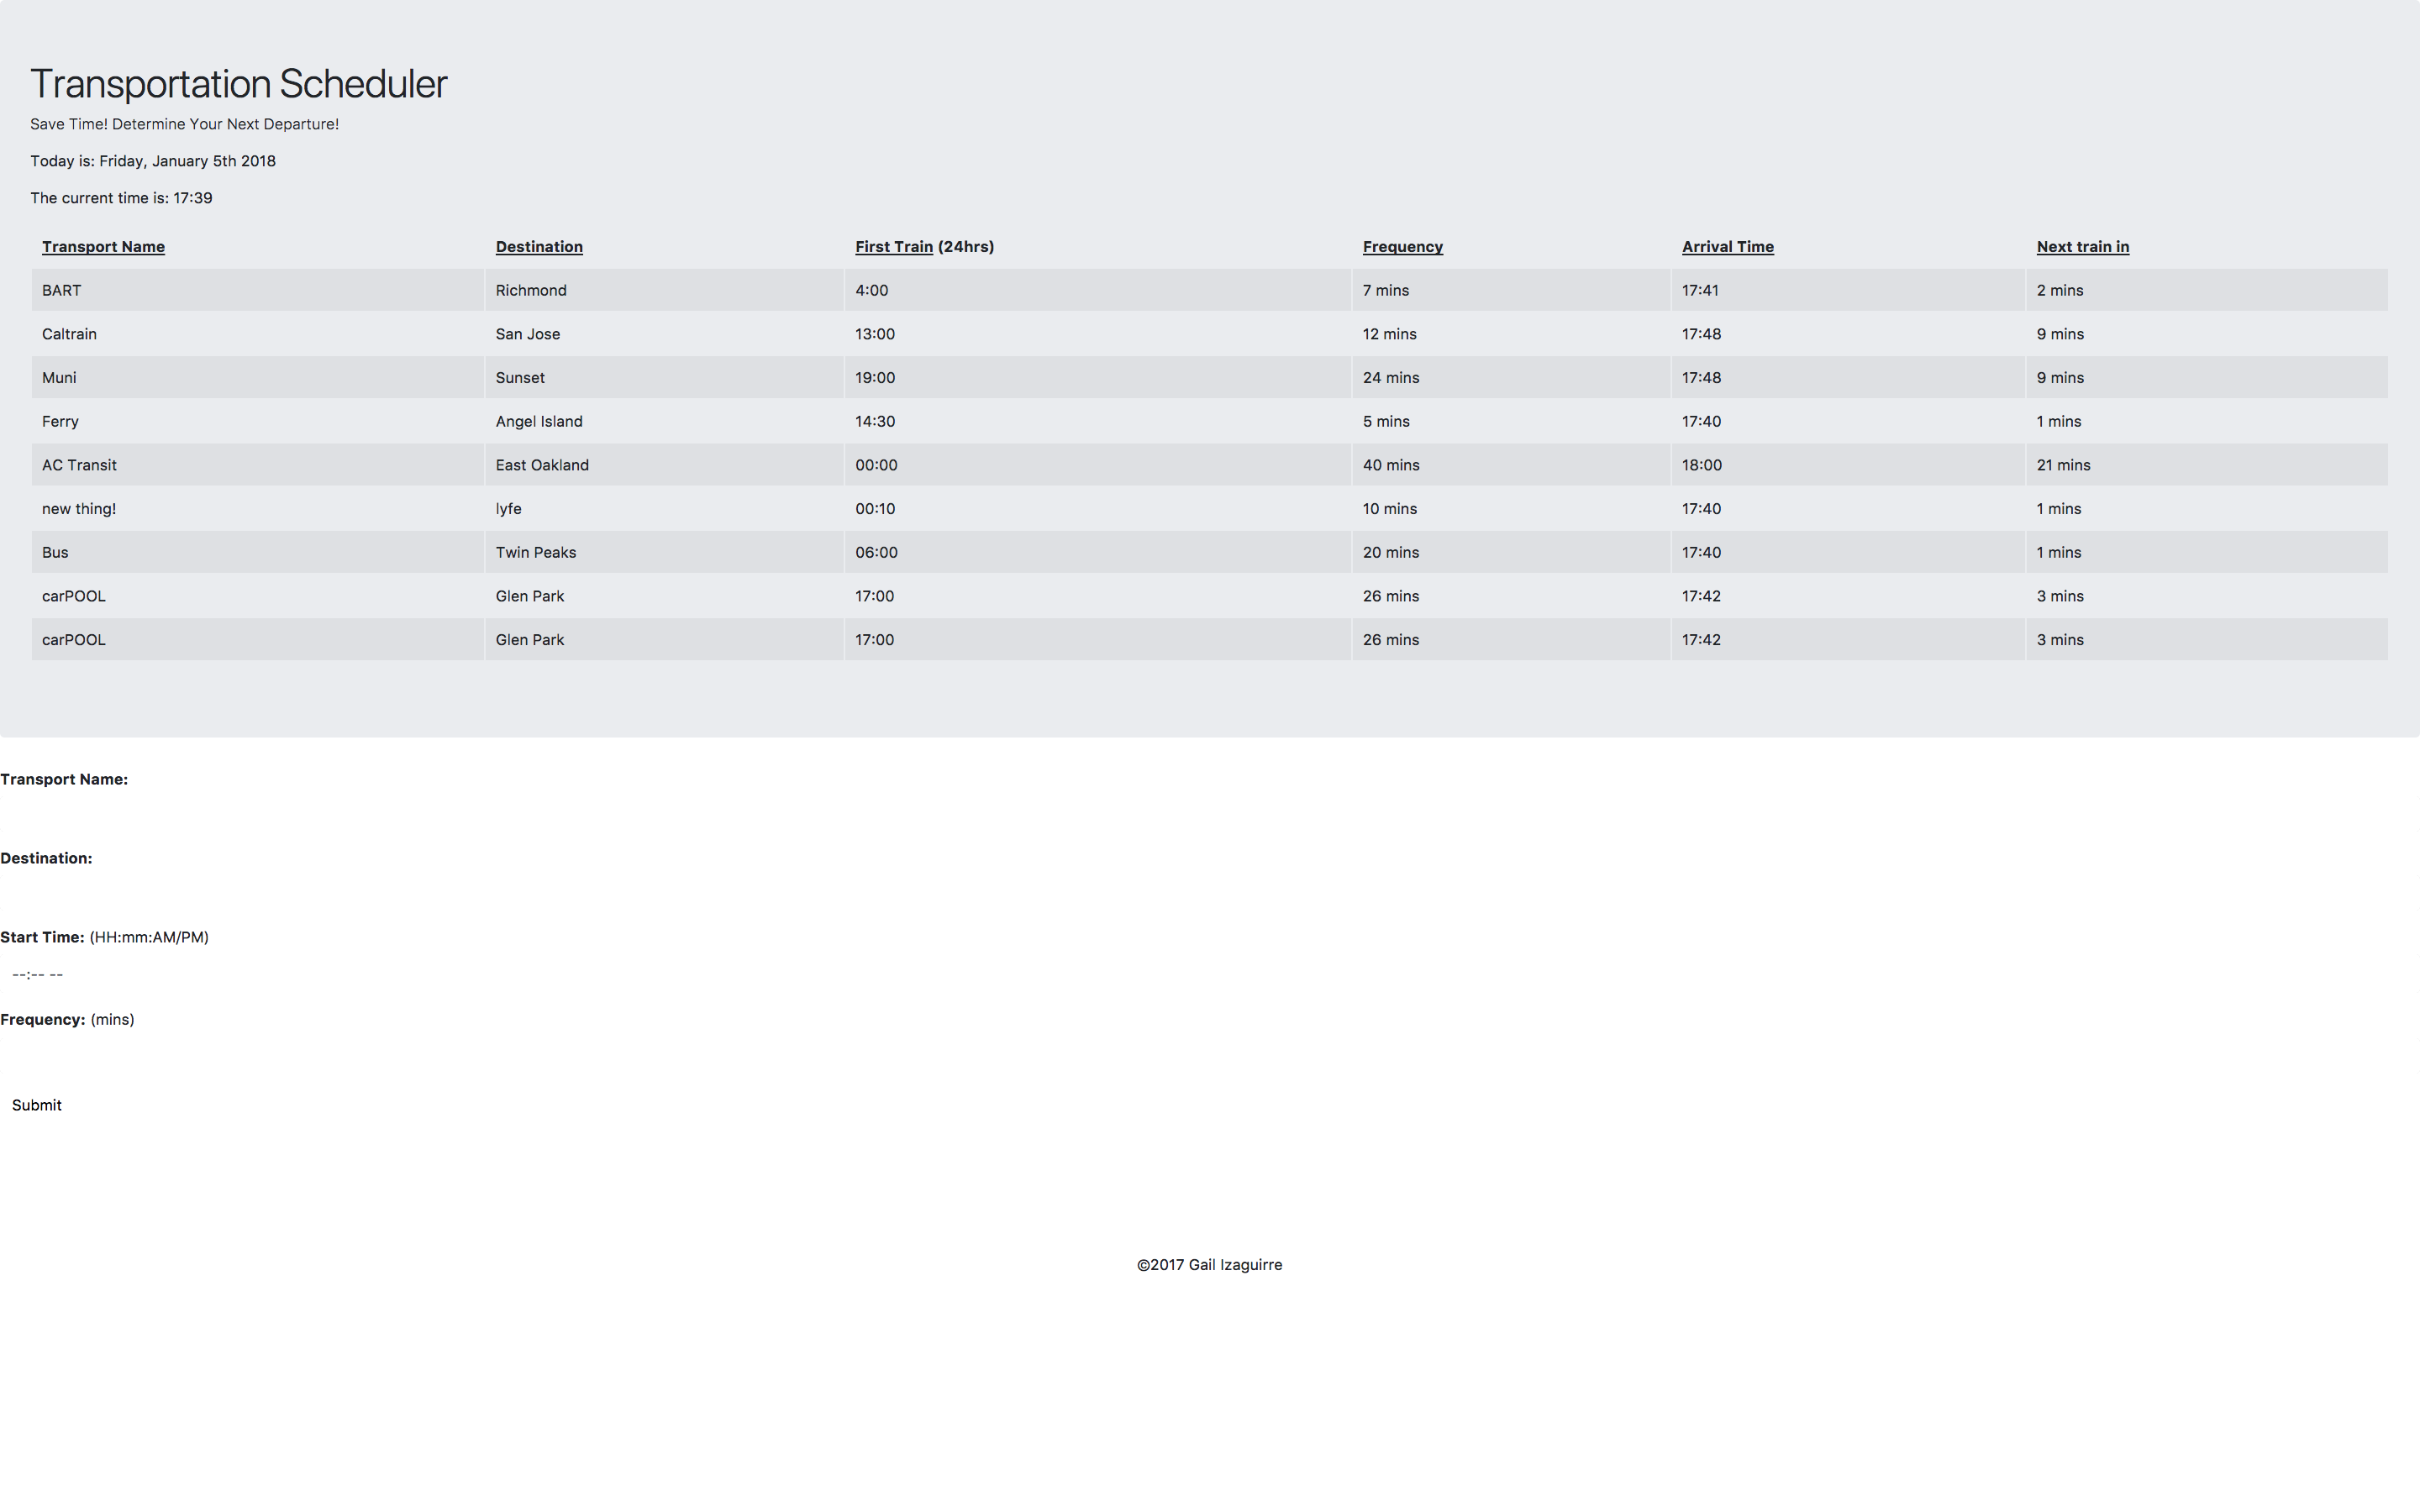 Transportation Scheduler
Save Time! Determine Your Next Departure!
Today is: Friday, January 5th 2018
The current time is: 17:39
Transport Name Destination First Train (24hrs) Frequency Arrival Time Next train in
BART Richmond 4:00 7 mins 17:41 2 mins
Caltrain San Jose 13:00 12 mins 17:48 9 mins
Muni Sunset 19:00 24 mins 17:48 9 mins
Ferry Angel Island 14:30 5 mins 17:40 1 mins
AC Transit East Oakland 00:00 40 mins 18:00 21 mins
new thing! lyfe 00:10 10 mins 17:40 1 mins
Bus Twin Peaks 06:00 20 mins 17:40 1 mins
carPOOL Glen Park 17:00 26 mins 17:42 3 mins
carPOOL Glen Park 17:00 26 mins 17:42 3 mins
Transport Name:
Destination:
Start Time: (HH:mm:AM/PM)
--:-- --
Frequency: (mins)
Submit
©2017 Gail Izaguirre